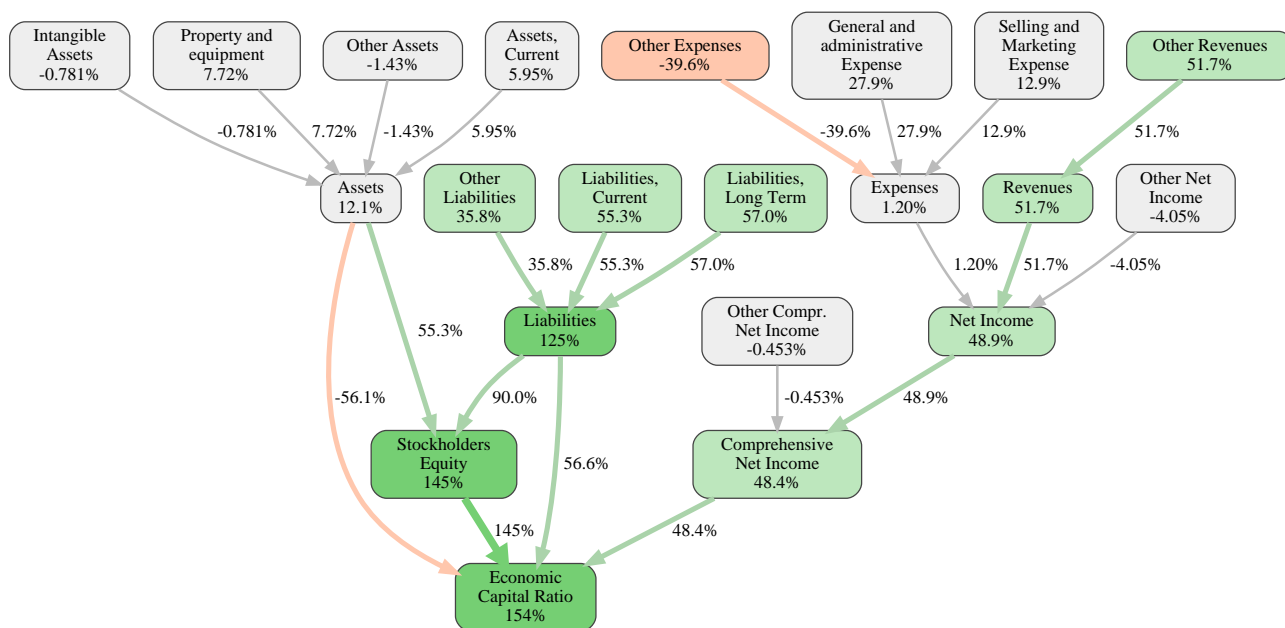 Intangible
Assets
-0.781%
Property and
equipment
7.72%
Other Assets
-1.43%
Assets,
Current
5.95%
Other Expenses
-39.6%
General and
administrative
Expense
27.9%
Selling and
Marketing
Expense
12.9%
Other Revenues
51.7%
-0.781%
7.72%
-1.43%
5.95%
-39.6%
27.9%
12.9%
51.7%
Assets
12.1%
Other
Liabilities
35.8%
Liabilities,
Current
55.3%
Liabilities,
Long Term
57.0%
Expenses
1.20%
Revenues
51.7%
Other Net
Income
-4.05%
35.8%
55.3%
57.0%
1.20%
51.7%
-4.05%
55.3%
Liabilities
125%
Other Compr.
Net Income
-0.453%
Net Income
48.9%
-56.1%
90.0%
-0.453%
48.9%
Stockholders
Equity
145%
56.6%
Comprehensive
Net Income
48.4%
145%
48.4%
Economic
Capital Ratio
154%